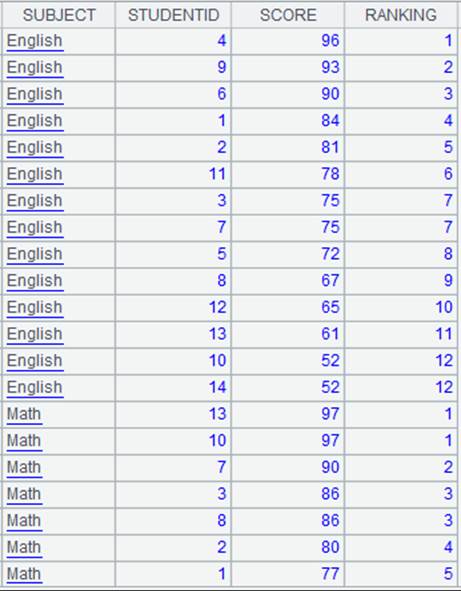 SUBJECT STUDENTID SCORE RANKING
English 4 96 1
English 9 93 2
English 6 90 3
English 1 84 4
English 2 81 5
English 11 78 6
English 3 75 7
English 7 75 7
English 5 72 8
English 8 67 9
English 12 65 10
English 13 61 11
English 10 52 12
English 14 52 12
Math 13 97 1
Math 10 97 1
Math 7 90 2
Math 3 86 3
Math 8 86 3
Math 2 80 4
Math 1 77 5